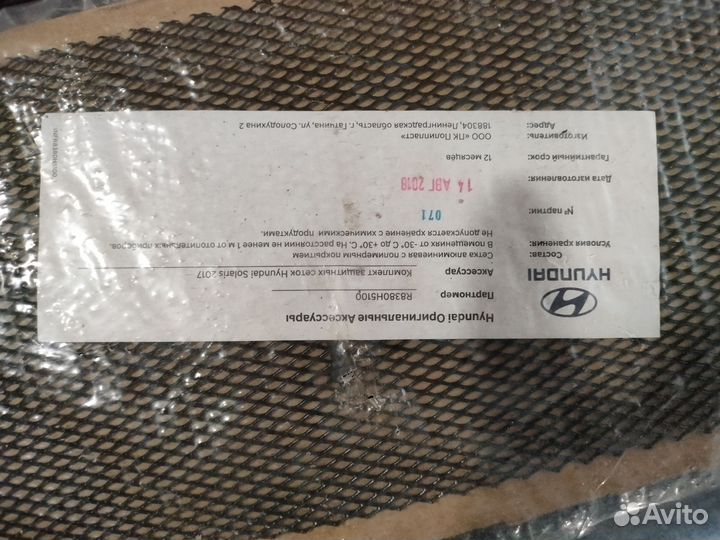 HYUNDAI
Hyundai Оригинальные Аксессуары
Партномер R8380H5100
Аксессуар Комплект защитных сеток Hyundai Solaris 2017 —
Состав: Сетка алюминиевая с полимерным покрытием
Условия хранения: В помещениях от -30° С до +30° С. На расстоянии не менее 1 м от отопительных приборов.
Не допускается хранение с химическими продуктами.
№ партии: 071
Дата изготовления: 14 АВГ 2018
Гарантийный срок: 12 месяцев
Изготовитель: ООО «ПК Полипласт»
Адрес: 188304, Ленинградская область, г. Гатчина, ул. Солодухина 2
Avito